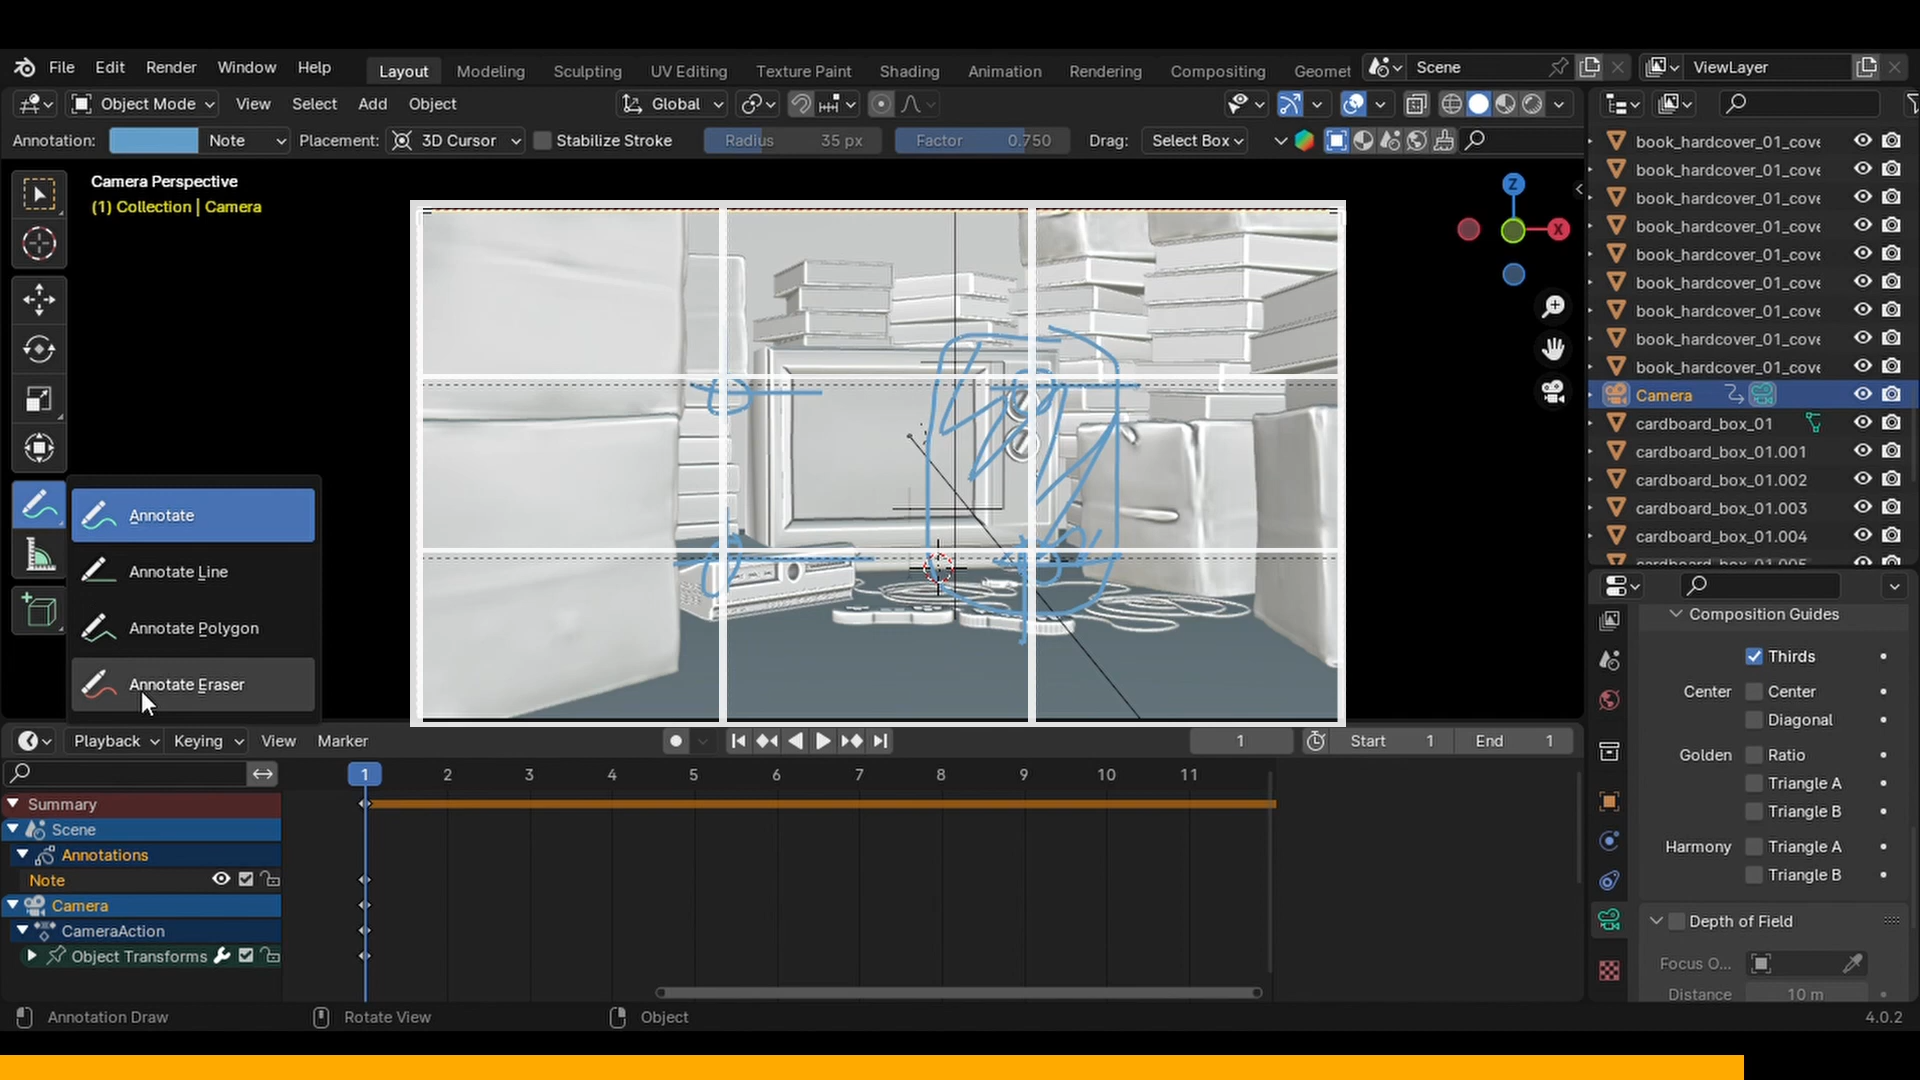 File Edit Render Window Help Layout Modeling Sculpting UV Editing Texture Paint Shading Animation Rendering Compositing Geomet Scene ViewLayer
Object Mode View Select Add Object Global
Annotation: Note Placement: 3D Cursor Stabilize Stroke Radius 35 px Factor 0.750 Drag: Select Box
Camera Perspective
(1) Collection | Camera
Z
X
Annotate
Annotate Line
Annotate Polygon
Annotate Eraser
book_hardcover_01_cove
book_hardcover_01_cove
book_hardcover_01_cove
book_hardcover_01_cove
book_hardcover_01_cove
book_hardcover_01_cove
book_hardcover_01_cove
book_hardcover_01_cove
book_hardcover_01_cove
Camera
cardboard_box_01
cardboard_box_01.001
cardboard_box_01.002
cardboard_box_01.003
cardboard_box_01.004
Composition Guides
Thirds
Center Center
Diagonal
Golden Ratio
Triangle A
Triangle B
Harmony Triangle A
Triangle B
Depth of Field
Focus O...
Distance 10 m
Playback Keying View Marker 1 Start 1 End 1
1 2 3 4 5 6 7 8 9 10 11
Summary
Scene
Annotations
Note
Camera
CameraAction
Object Transforms
Annotation Draw Rotate View Object 4.0.2